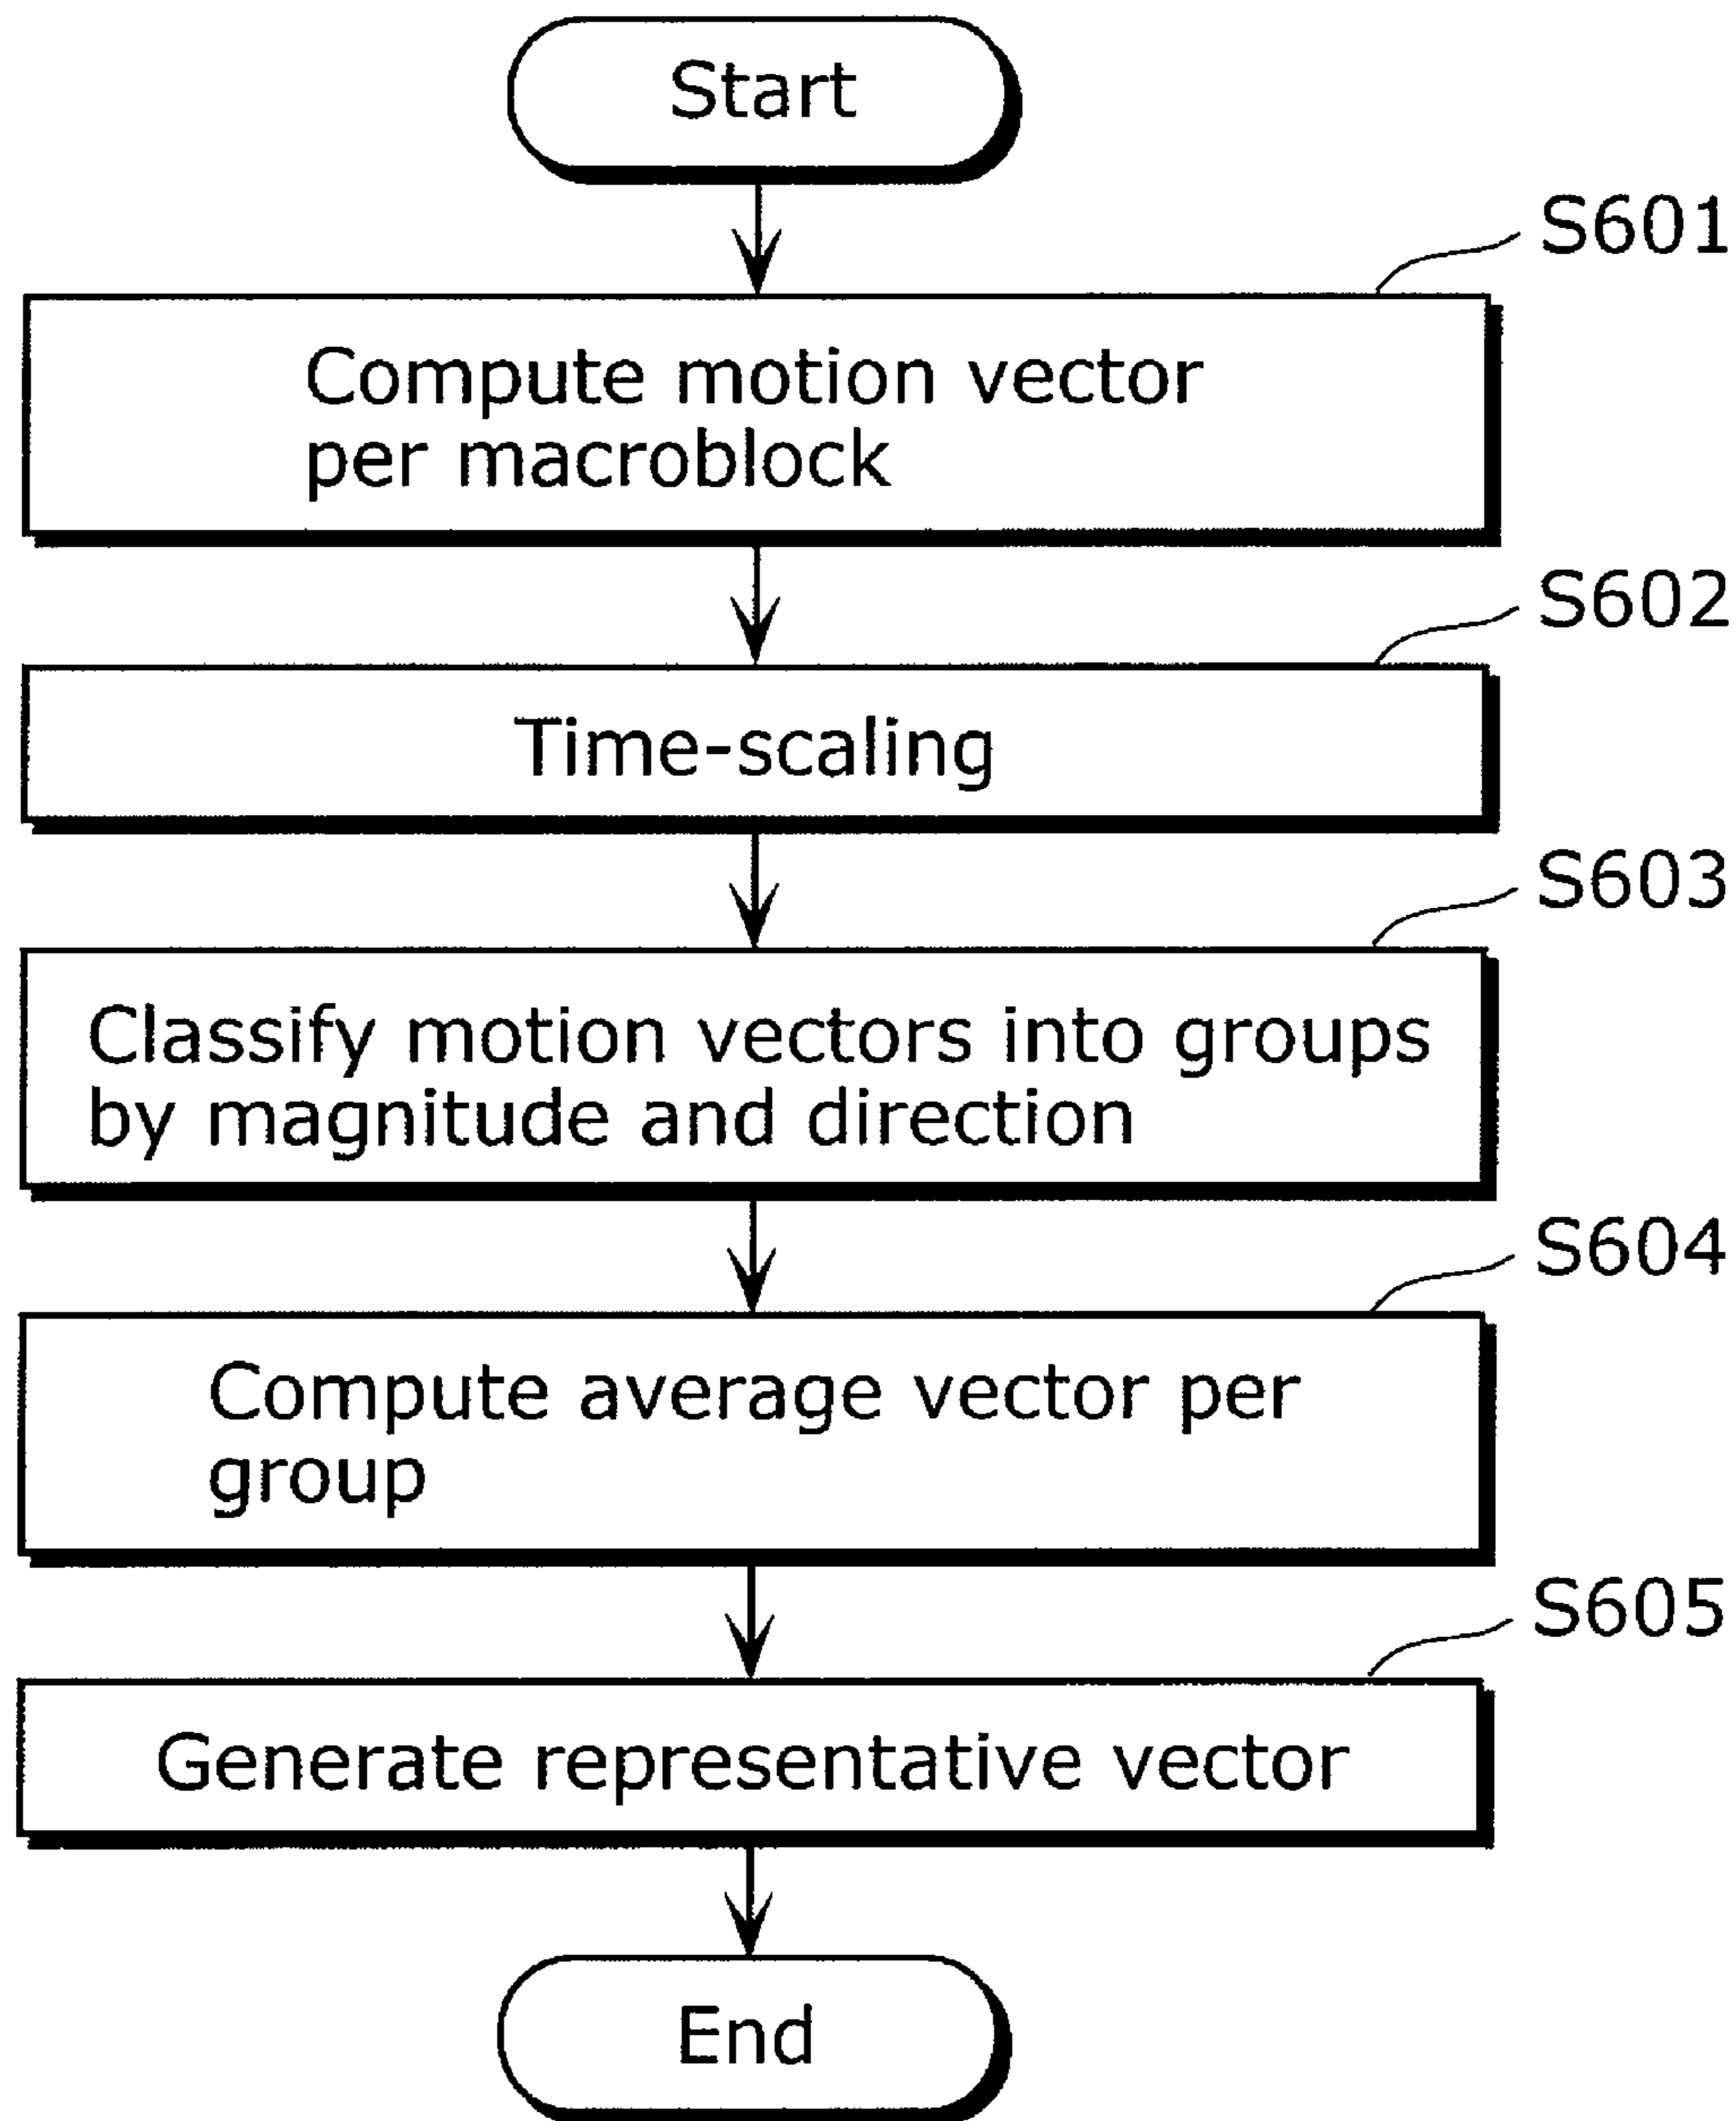 Start
S601
Compute motion vector
per macroblock
S602
Time-scaling
S603
Classify motion vectors into groups
by magnitude and direction
S604
Compute average vector per
group
S605
Generate representative vector
End